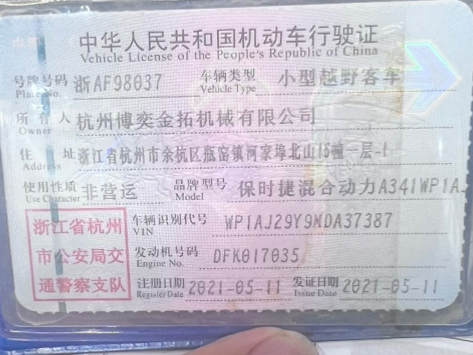 中华人民共和国机动车行驶证
Vehicle License of the People's Republic of China
号牌号码 浙AF98037 车辆类型 小型越野客车
Plate No. Vehicle Type
所有人 杭州博奕金拓机械有限公司
Owner
住址 浙江省杭州市余杭区瓶窑镇河家埠北山15幢一层-1
Address
使用性质 非营运 品牌型号 保时捷混合动力A341WP1AJ
Use Character Model
浙江省杭州
市公安局交
通警察支队
车辆识别代号 WP1AJ29Y9MDA37387
VIN
发动机号码 DFK017035
Engine No.
注册日期 2021-05-11 发证日期 2021-05-11
Register Date Issue Date